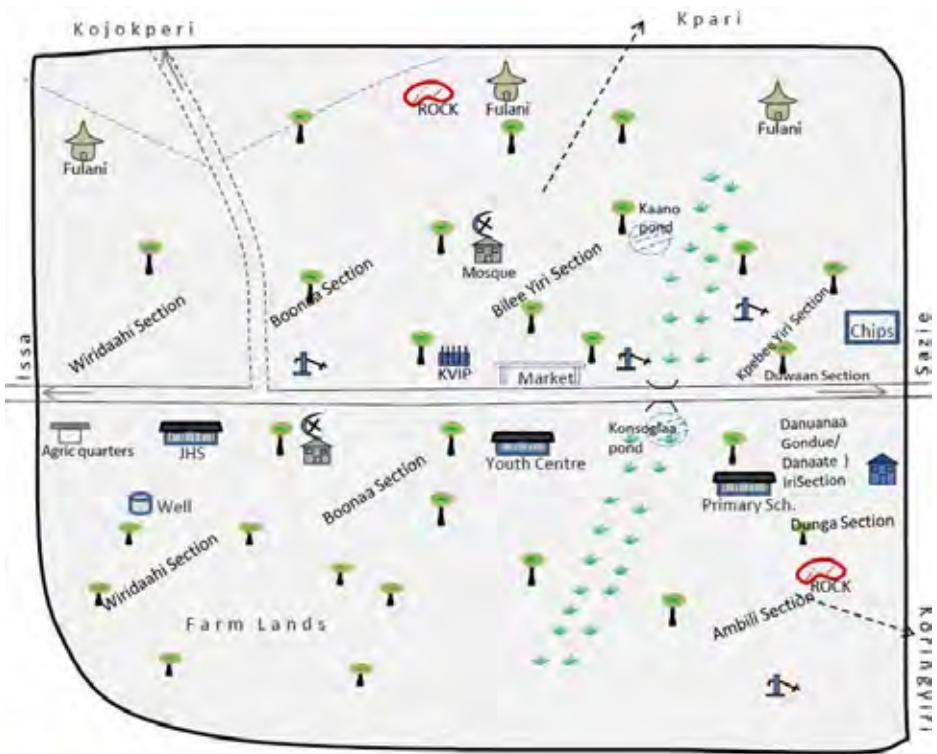 Kojokperi
Kpari
ROCK
Fulani
Fulani
Fulani
Kaano
pond
Mosque
Boonaa Section
Bilee Yiri Section
Wiridaahi Section
Kpebee Yiri Section
Chips
Issa
Sizaś
KVIP
Market
Duwaan Section
Agric quarters
JHS
Youth Centre
Konsoglaa
pond
Danuanaa
Gondue/
Danaate )
IriSection
Primary Sch.
Well
Boonaa Section
Dunga Section
Wiridaahi Section
ROCK
Ambili Section
Farm Lands